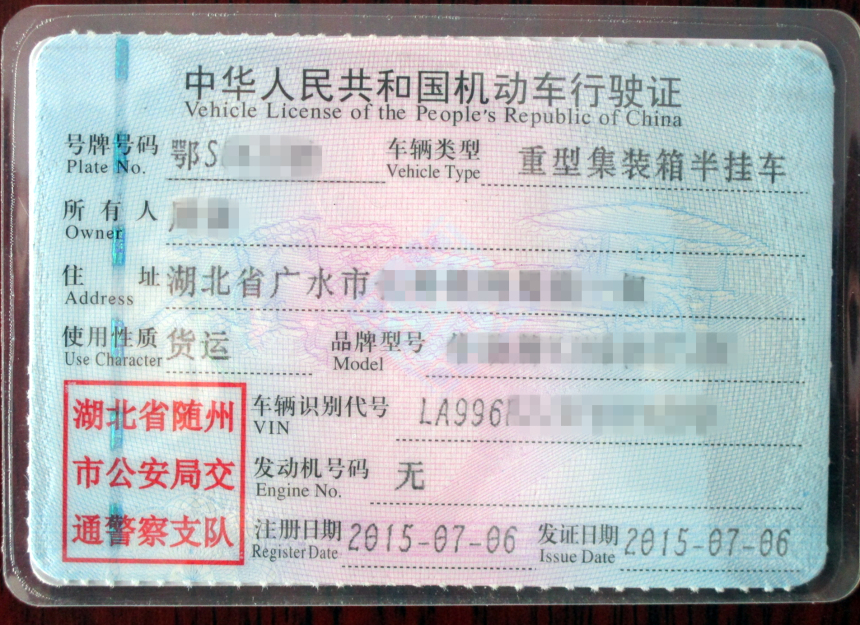 中华人民共和国机动车行驶证
Vehicle License of the People's Republic of China
号牌号码 鄂S 车辆类型 重型集装箱半挂车
Plate No. Vehicle Type
所有人
Owner
住址 湖北省广水市
Address
使用性质 货运 品牌型号
Use Character Model
湖北省随州
市公安局交
通警察支队
车辆识别代号 LA996
VIN
发动机号码 无
Engine No.
注册日期 2015-07-06 发证日期 2015-07-06
Register Date Issue Date